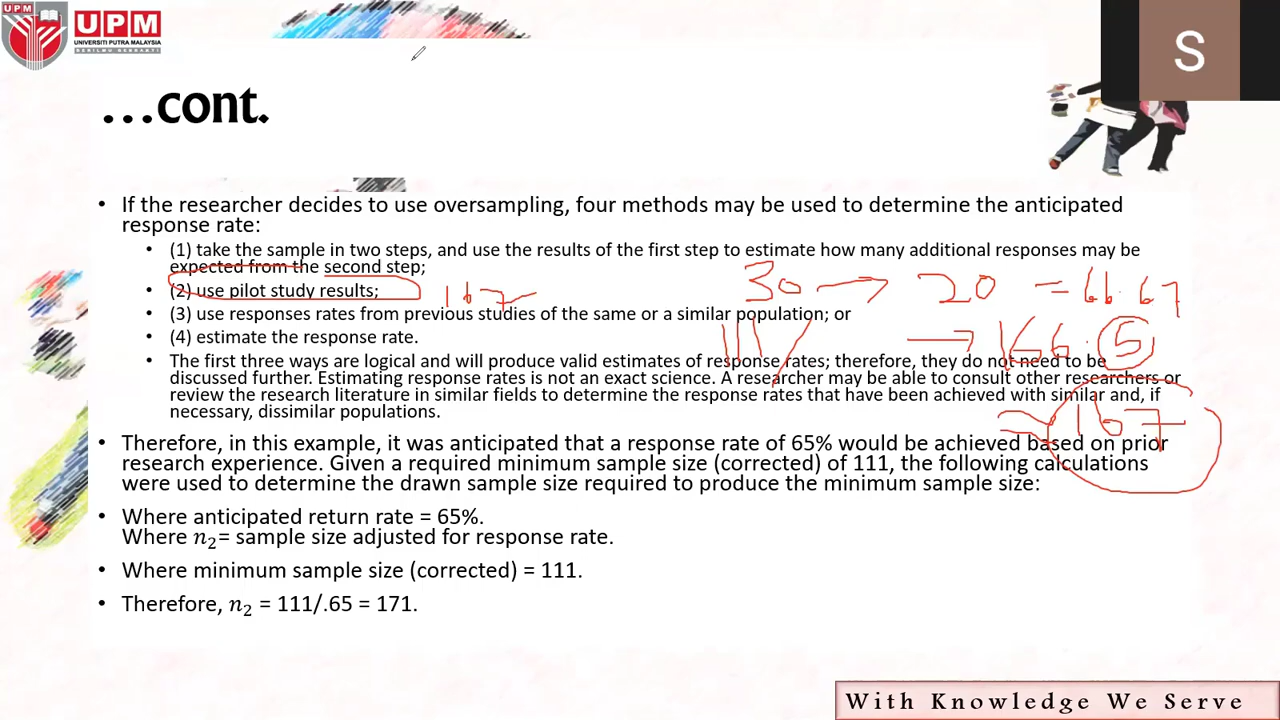 UPM
UPM
UNIVERSITI PUTRA MALAYSIA
BERILMU BERBAKTI
S
...cont.
• If the researcher decides to use oversampling, four methods may be used to determine the anticipated
response rate:
• (1) take the sample in two steps, and use the results of the first step to estimate how many additional responses may be
expected from the second step;
• (2) use pilot study results;
167
30 → 20 = 66.67
• (3) use responses rates from previous studies of the same or a similar population; or
• (4) estimate the response rate.
111
→ 166.5
• The first three ways are logical and will produce valid estimates of response rates; therefore, they do not need to be
discussed further. Estimating response rates is not an exact science. A researcher may be able to consult other researchers or
review the research literature in similar fields to determine the response rates that have been achieved with similar and, if
necessary, dissimilar populations.
≈ 167
• Therefore, in this example, it was anticipated that a response rate of 65% would be achieved based on prior
research experience. Given a required minimum sample size (corrected) of 111, the following calculations
were used to determine the drawn sample size required to produce the minimum sample size:
• Where anticipated return rate = 65%.
Where n₂= sample size adjusted for response rate.
• Where minimum sample size (corrected) = 111.
• Therefore, n₂ = 111/.65 = 171.
With Knowledge We Serve